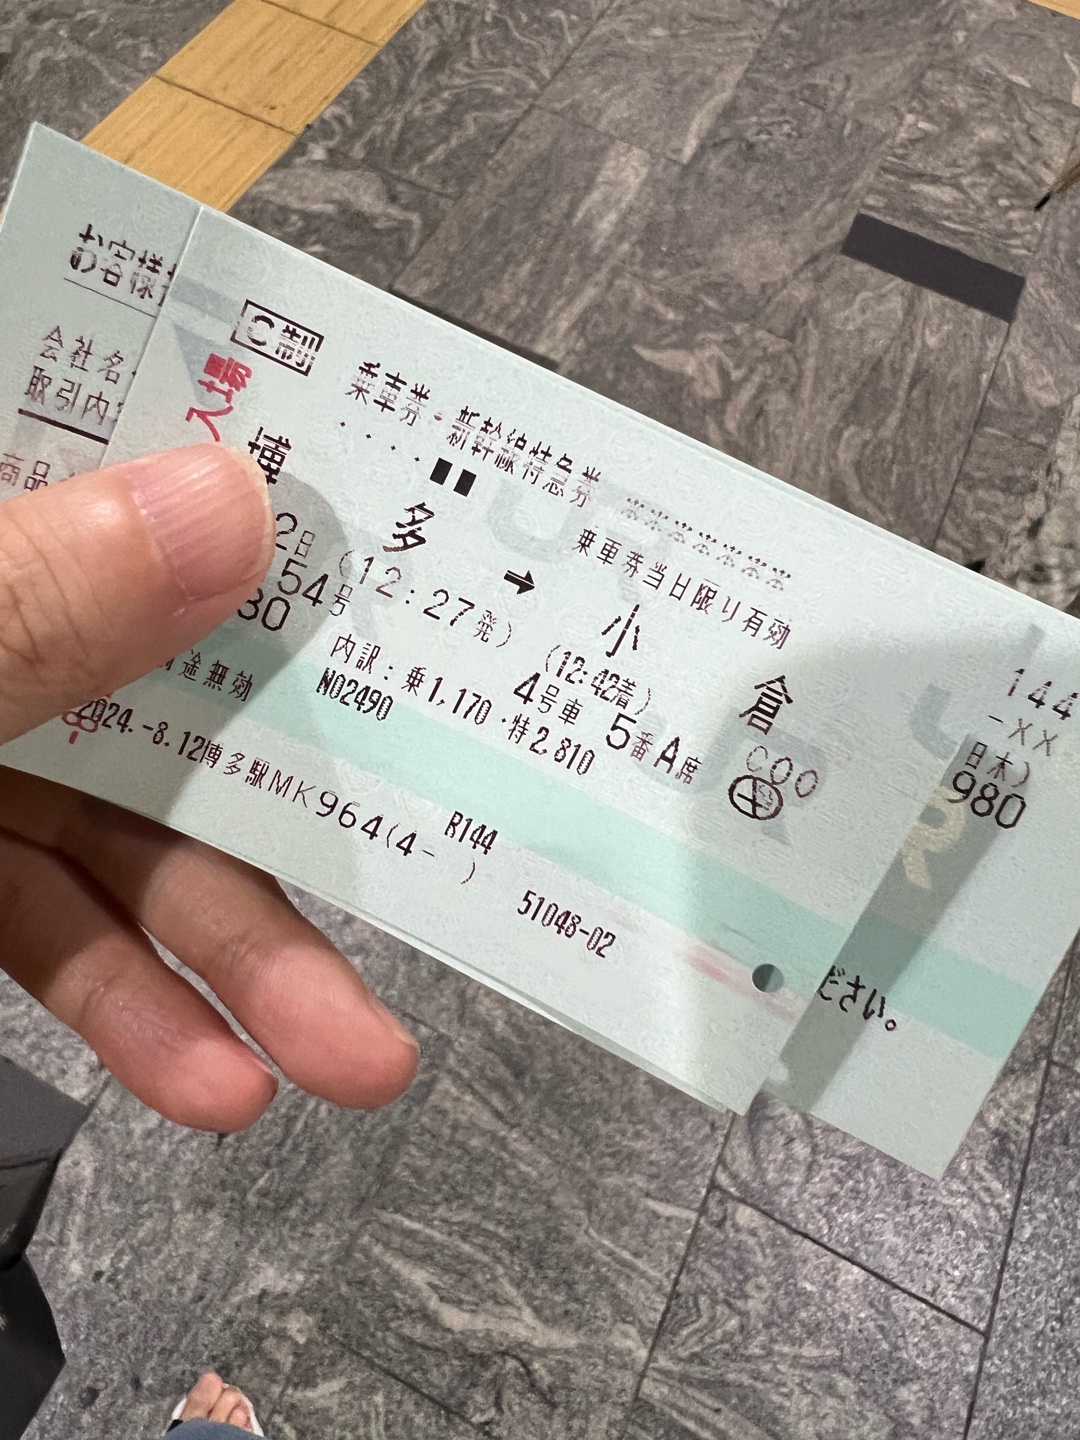 お客様
会社名
取引内
商品
C制
入場
乗車券・新幹線特急券
博多 ➡ 小倉
乗車券当日限り有効
2日 (12:27発) (12:42着) C00
54号 4号車 5番A席
30
内訳:乗1,170・特2,810
途無効 N02490
2024.-8.12博多駅MK964(4- ) R144
51048-02
144
-XX
日木)
980
ださい。